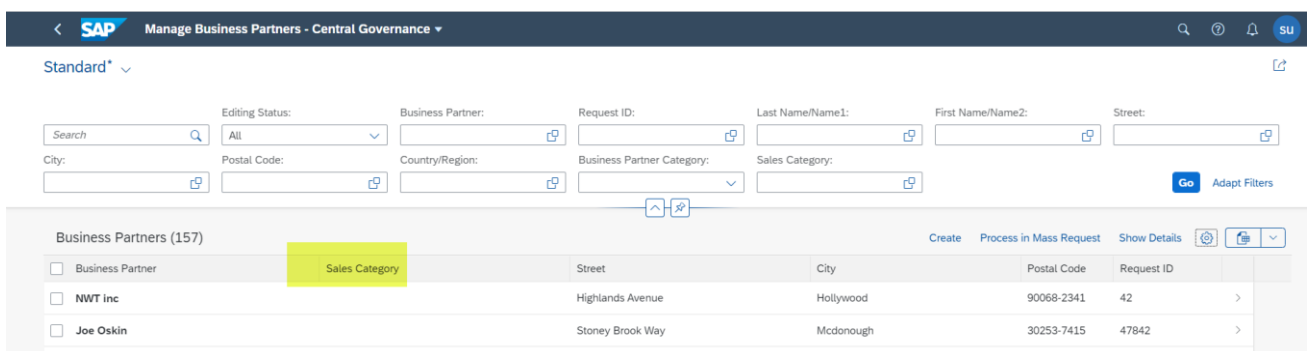 SAP Manage Business Partners - Central Governance
SU
Standard*
Editing Status: Business Partner: Request ID: Last Name/Name1: First Name/Name2: Street:
Search All
City: Postal Code: Country/Region: Business Partner Category: Sales Category:
Go Adapt Filters
Business Partners (157) Create Process in Mass Request Show Details
Business Partner Sales Category Street City Postal Code Request ID
NWT inc Highlands Avenue Hollywood 90068-2341 42
Joe Oskin Stoney Brook Way Mcdonough 30253-7415 47842